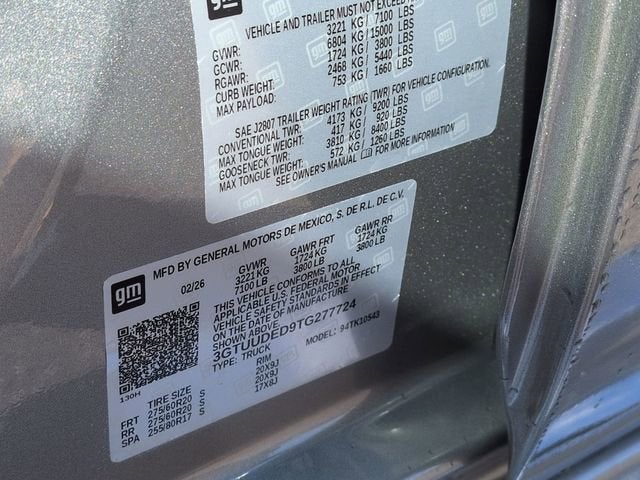 gm
VEHICLE AND TRAILER MUST NOT EXCEED
GVWR: 3221 KG/ 7100 LBS
GCWR: 6804 KG/ 15000 LBS
RGAWR: 1724 KG/ 3800 LBS
CURB WEIGHT: 2468 KG/ 5440 LBS
MAX PAYLOAD: 753 KG/ 1660 LBS
SAE J2807 TRAILER WEIGHT RATING (TWR) FOR VEHICLE CONFIGURATION.
CONVENTIONAL TWR: 4173 KG/ 9200 LBS
MAX TONGUE WEIGHT: 417 KG/ 920 LBS
GOOSENECK TWR: 3810 KG/ 8400 LBS
MAX TONGUE WEIGHT: 572 KG/ 1260 LBS
SEE OWNER'S MANUAL FOR MORE INFORMATION
gm
MFD BY GENERAL MOTORS DE MEXICO, S. DE R.L. DE C.V.
02/26 GVWR GAWR FRT GAWR RR
3221 KG 1724 KG 1724 KG
7100 LB 3800 LB 3800 LB
THIS VEHICLE CONFORMS TO ALL
APPLICABLE U.S. FEDERAL MOTOR
VEHICLE SAFETY STANDARDS IN EFFECT
ON THE DATE OF MANUFACTURE
SHOWN ABOVE.
3GTUUDED9TG277724
TYPE: TRUCK MODEL: 94TK10543
130H
TIRE SIZE RIM
FRT 275/60R20 S 20X9J
RR 275/60R20 S 20X9J
SPA 255/80R17 S 17X8J